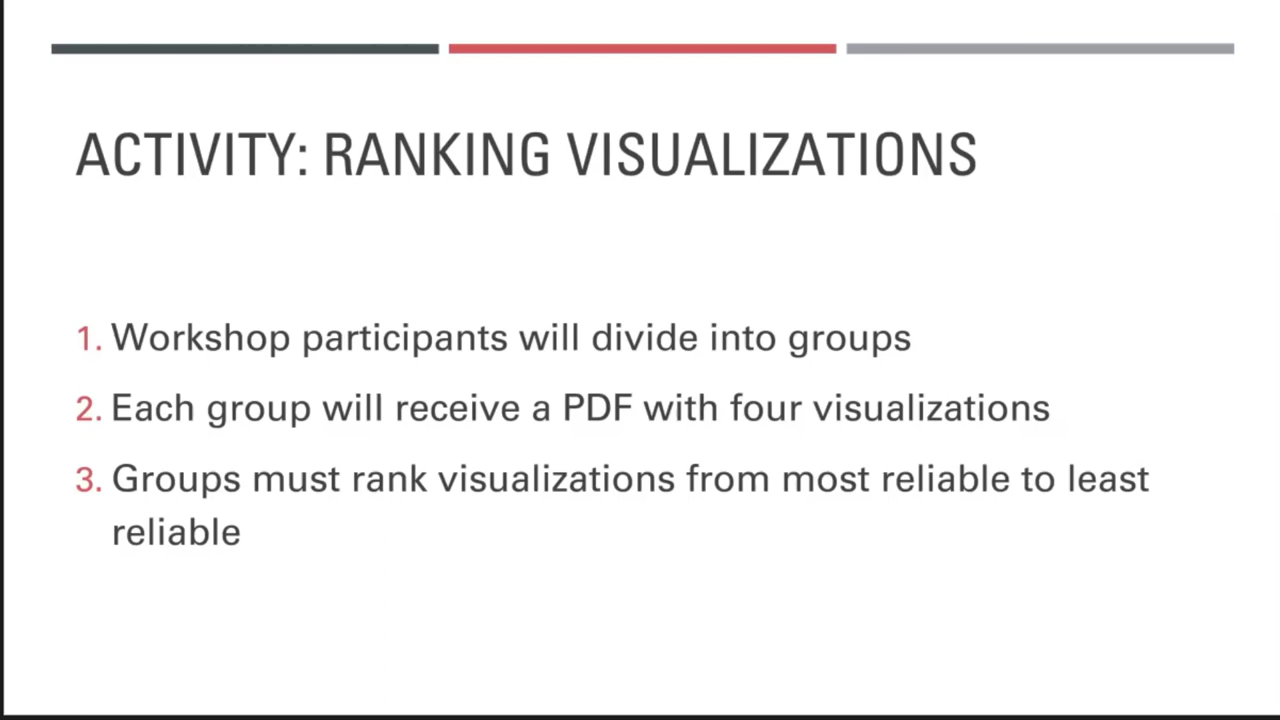 ACTIVITY: RANKING VISUALIZATIONS
1. Workshop participants will divide into groups
2. Each group will receive a PDF with four visualizations
3. Groups must rank visualizations from most reliable to least
reliable